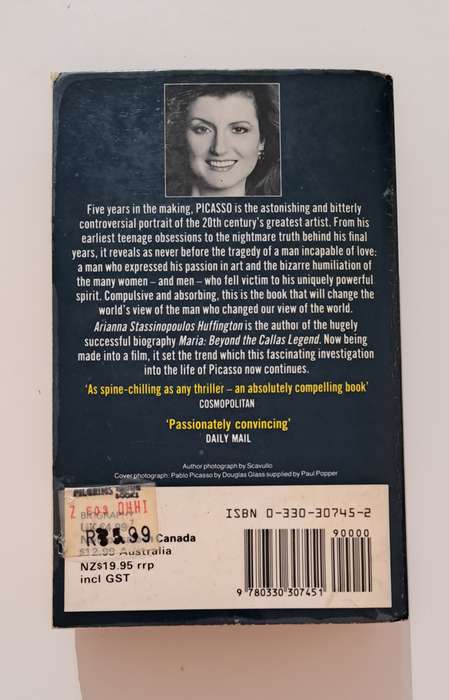 Five years in the making, PICASSO is the astonishing and bitterly
controversial portrait of the 20th century's greatest artist. From his
earliest teenage obsessions to the nightmare truth behind his final
years, it reveals as never before the tragedy of a man incapable of love:
a man who expressed his passion in art and the bizarre humiliation of
the many women – and men – who fell victim to his uniquely powerful
spirit. Compulsive and absorbing, this is the book that will change the
world's view of the man who changed our view of the world.
Arianna Stassinopoulos Huffington is the author of the hugely
successful biography Maria: Beyond the Callas Legend. Now being
made into a film, it set the trend which this fascinating investigation
into the life of Picasso now continues.
'As spine-chilling as any thriller – an absolutely compelling book'
COSMOPOLITAN
'Passionately convincing'
DAILY MAIL
Author photograph by Scavullo
Cover photograph: Pablo Picasso by Douglas Glass supplied by Paul Popper
BOOKS
Canada
$12.99 Australia
NZ$19.95 rrp
incl GST
ISBN 0-330-30745-2
90000
9780330307451